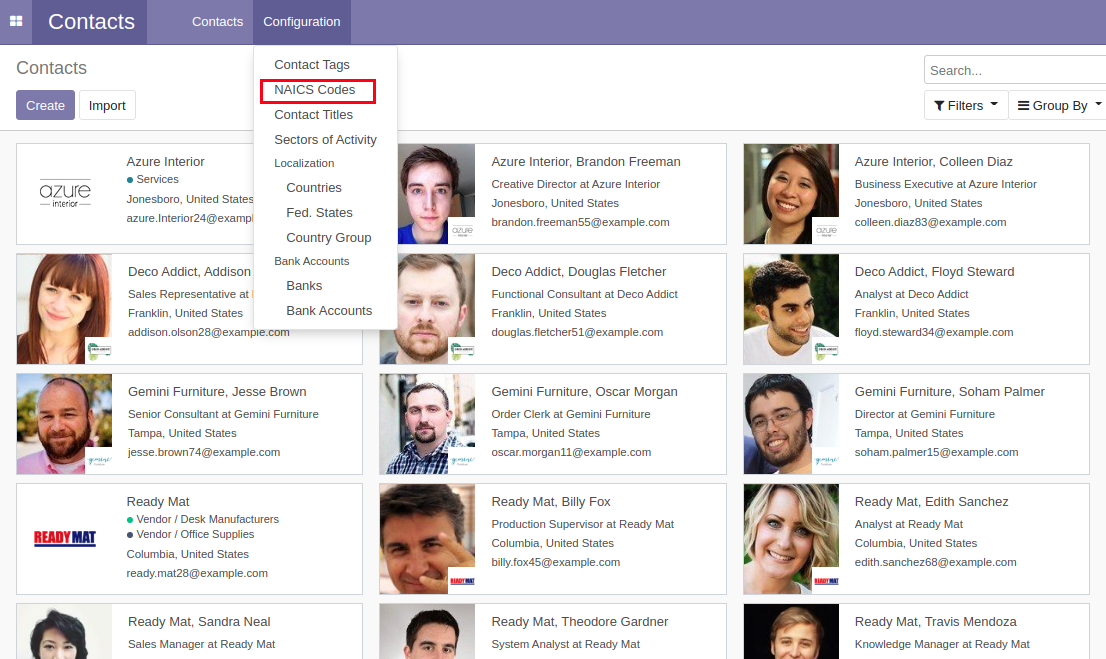 Contacts
Contacts
Configuration
Contacts
Search...
Create
Import
Filters
Group By
Contact Tags
NAICS Codes
Contact Titles
Sectors of Activity
Localization
Countries
Fed. States
Country Group
Bank Accounts
Banks
Bank Accounts
azure
interior
Azure Interior
Services
Jonesboro, United States
azure.Interior24@exampl
Azure Interior, Brandon Freeman
Creative Director at Azure Interior
Jonesboro, United States
brandon.freeman55@example.com
azure
Azure Interior, Colleen Diaz
Business Executive at Azure Interior
Jonesboro, United States
colleen.diaz83@example.com
azure
Deco Addict, Addison
Sales Representative at
Franklin, United States
addison.olson28@example.com
Deco Addict, Douglas Fletcher
Functional Consultant at Deco Addict
Franklin, United States
douglas.fletcher51@example.com
Deco Addict, Floyd Steward
Analyst at Deco Addict
Franklin, United States
floyd.steward34@example.com
Gemini Furniture, Jesse Brown
Senior Consultant at Gemini Furniture
Tampa, United States
jesse.brown74@example.com
Gemini Furniture, Oscar Morgan
Order Clerk at Gemini Furniture
Tampa, United States
oscar.morgan11@example.com
Gemini Furniture, Soham Palmer
Director at Gemini Furniture
Tampa, United States
soham.palmer15@example.com
READY MAT
Ready Mat
Vendor / Desk Manufacturers
Vendor / Office Supplies
Columbia, United States
ready.mat28@example.com
Ready Mat, Billy Fox
Production Supervisor at Ready Mat
Columbia, United States
billy.fox45@example.com
READY MAT
Ready Mat, Edith Sanchez
Analyst at Ready Mat
Columbia, United States
edith.sanchez68@example.com
READY MAT
Ready Mat, Sandra Neal
Sales Manager at Ready Mat
Ready Mat, Theodore Gardner
System Analyst at Ready Mat
Ready Mat, Travis Mendoza
Knowledge Manager at Ready Mat